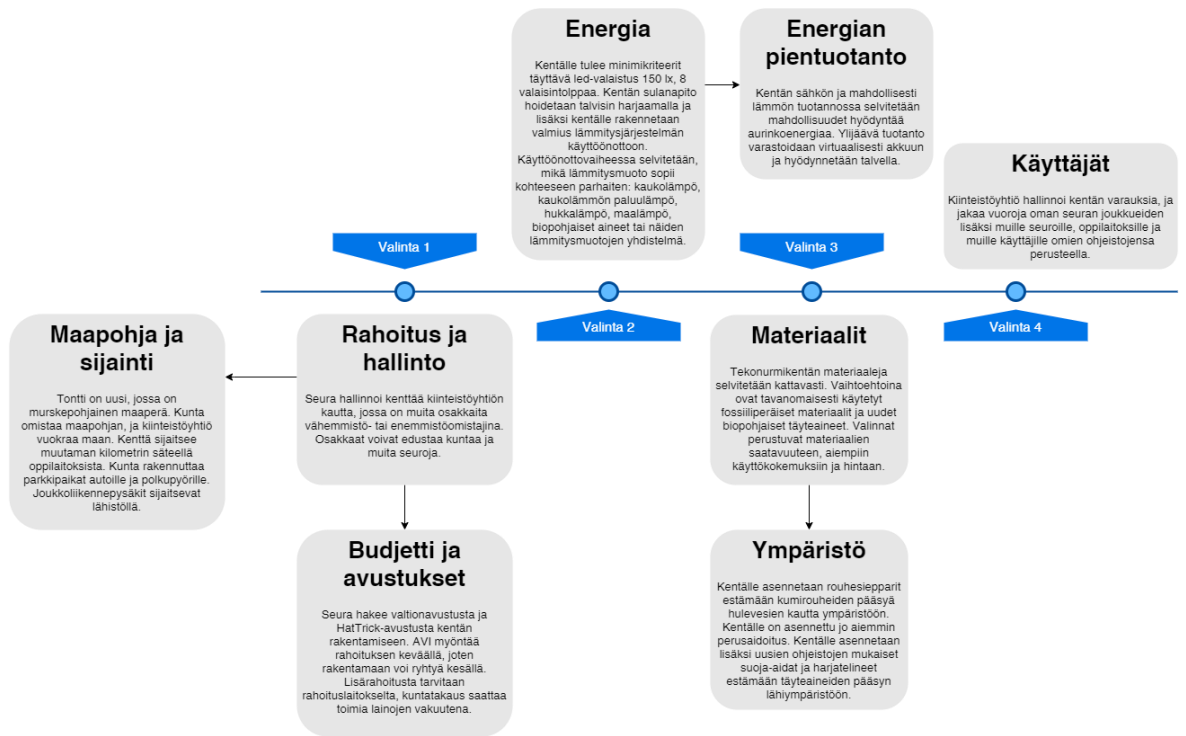 Energia
Kentälle tulee minimikriteerit
täyttävä led-valaistus 150 lx, 8
valaisintolppaa. Kentän sulanapito
hoidetaan talvisin harjaamalla ja
lisäksi kentälle rakennetaan
valmius lämmitysjärjestelmän
käyttöönottoon.
Käyttöönottovaiheessa selvitetään,
mikä lämmitysmuoto sopii
kohteeseen parhaiten: kaukolämpö,
kaukolämmön paluulämpö,
hukkalämpö, maalämpö,
biopohjaiset aineet tai näiden
lämmitysmuotojen yhdistelmä.
Energian
pientuotanto
Kentän sähkön ja mahdollisesti
lämmön tuotannossa selvitetään
mahdollisuudet hyödyntää
aurinkoenergiaa. Ylijäävä tuotanto
varastoidaan virtuaalisesti akkuun
ja hyödynnetään talvella.
Käyttäjät
Kiinteistöyhtiö hallinnoi kentän varauksia, ja
jakaa vuoroja oman seuran joukkueiden
lisäksi muille seuroille, oppilaitoksille ja
muille käyttäjille omien ohjeistojensa
perusteella.
Valinta 1
Valinta 3
Valinta 2
Valinta 4
Maapohja ja
sijainti
Tontti on uusi, jossa on
murskepohjainen maaperä. Kunta
omistaa maapohjan, ja kiinteistöyhtiö
vuokraa maan. Kenttä sijaitsee
muutaman kilometrin säteellä
oppilaitoksista. Kunta rakennuttaa
parkkipaikat autoille ja polkupyörille.
Joukkoliikennepysäkit sijaitsevat
lähistöllä.
Rahoitus ja
hallinto
Seura hallinnoi kenttää kiinteistöyhtiön
kautta, jossa on muita osakkaita
vähemmistö- tai enemmistöomistajina.
Osakkaat voivat edustaa kuntaa ja
muita seuroja.
Materiaalit
Tekonurmikentän materiaaleja
selvitetään kattavasti. Vaihtoehtoina
ovat tavanomaisesti käytetyt
fossiiliperäiset materiaalit ja uudet
biopohjaiset täyteaineet. Valinnat
perustuvat materiaalien
saatavuuteen, aiempiin
käyttökokemuksiin ja hintaan.
Budjetti ja
avustukset
Seura hakee valtionavustusta ja
HatTrick-avustusta kentän
rakentamiseen. AVI myöntää
rahoituksen keväällä, joten
rakentamaan voi ryhtyä kesällä.
Lisärahoitusta tarvitaan
rahoituslaitokselta, kuntatakaus saattaa
toimia lainojen vakuutena.
Ympäristö
Kentälle asennetaan rouhesiepparit
estämään kumirouheiden pääsyä
hulevesien kautta ympäristöön.
Kentälle on asennettu jo aiemmin
perusaidoitus. Kentälle asennetaan
lisäksi uusien ohjeistojen mukaiset
suoja-aidat ja harjatelineet
estämään täyteaineiden pääsyn
lähiympäristöön.